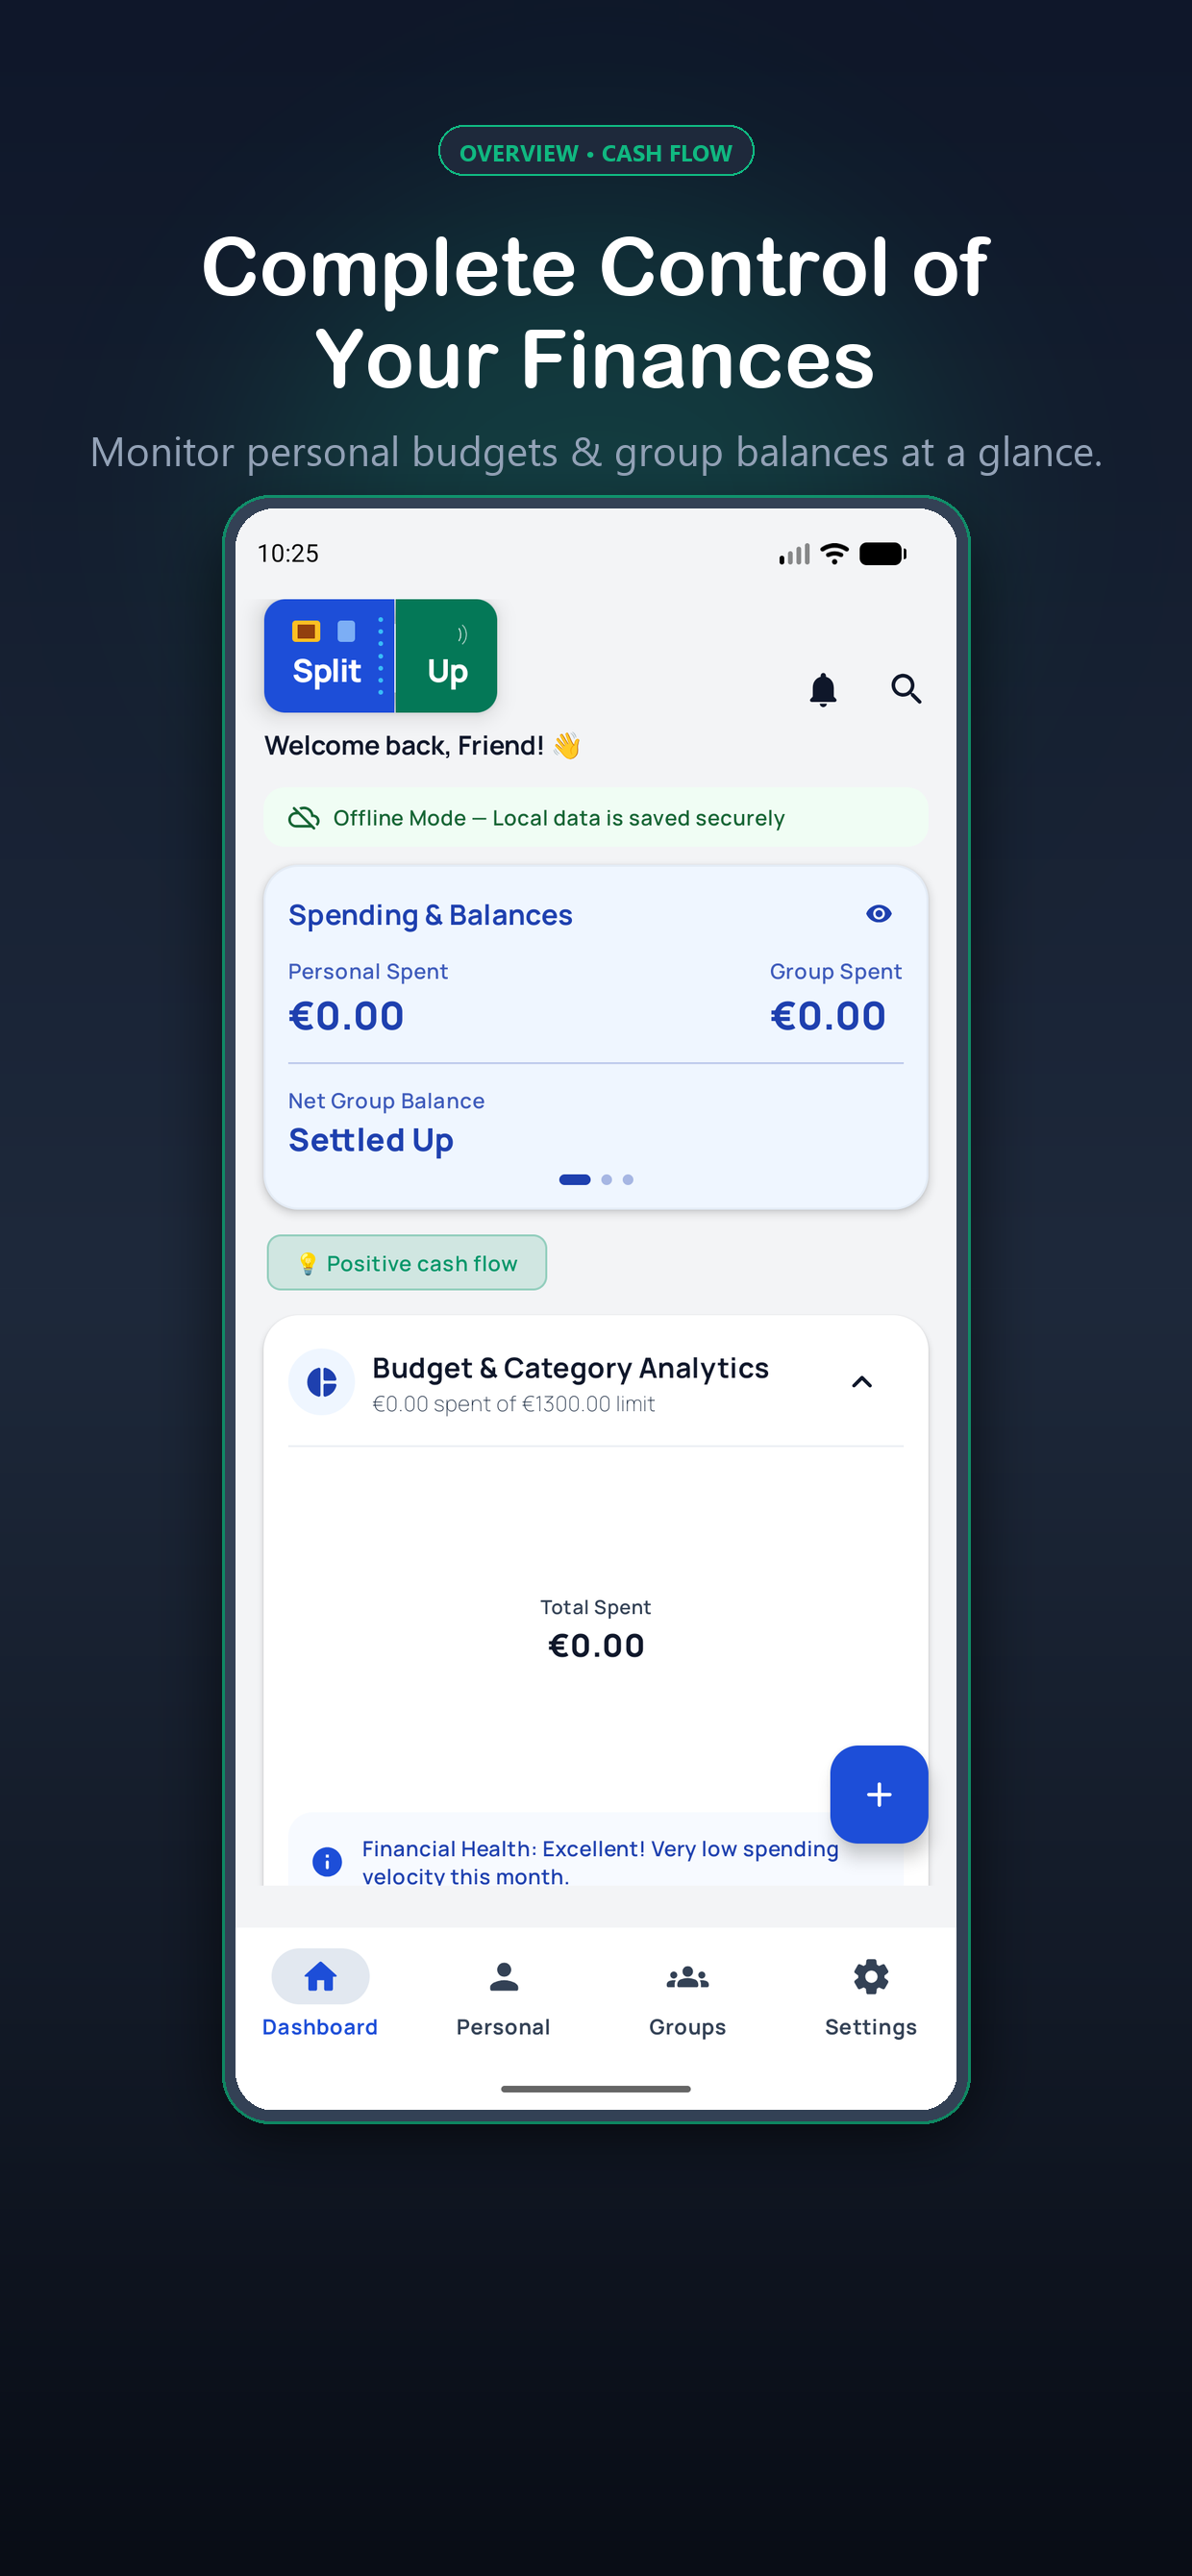 OVERVIEW • CASH FLOW
Complete Control of
Your Finances
Monitor personal budgets & group balances at a glance.
10:25
Split Up
Welcome back, Friend! 👋
Offline Mode — Local data is saved securely
Spending & Balances
Personal Spent Group Spent
€0.00 €0.00
Net Group Balance
Settled Up
💡 Positive cash flow
Budget & Category Analytics
€0.00 spent of €1300.00 limit
Total Spent
€0.00
Financial Health: Excellent! Very low spending
velocity this month.
Dashboard Personal Groups Settings